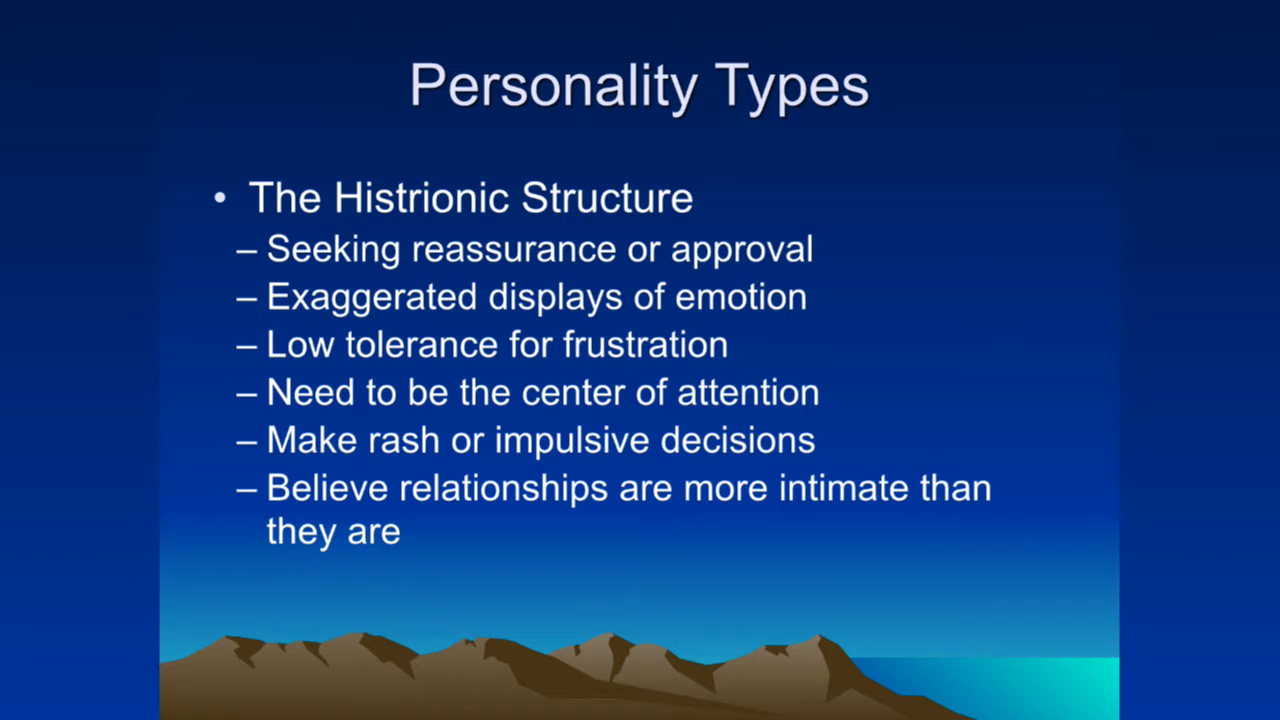 Personality Types
• The Histrionic Structure
– Seeking reassurance or approval
– Exaggerated displays of emotion
– Low tolerance for frustration
– Need to be the center of attention
– Make rash or impulsive decisions
– Believe relationships are more intimate than
they are